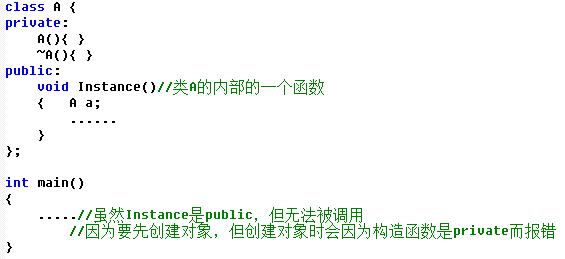 class A {
private:
    A(){ }
    ~A(){ }
public:
    void Instance()//类A的内部的一个函数
    {   A a;
        ......
    }
};
int main()
{
    .....//虽然Instance是public，但无法被调用
        //因为要先创建对象，但创建对象时会因为构造函数是private而报错
}